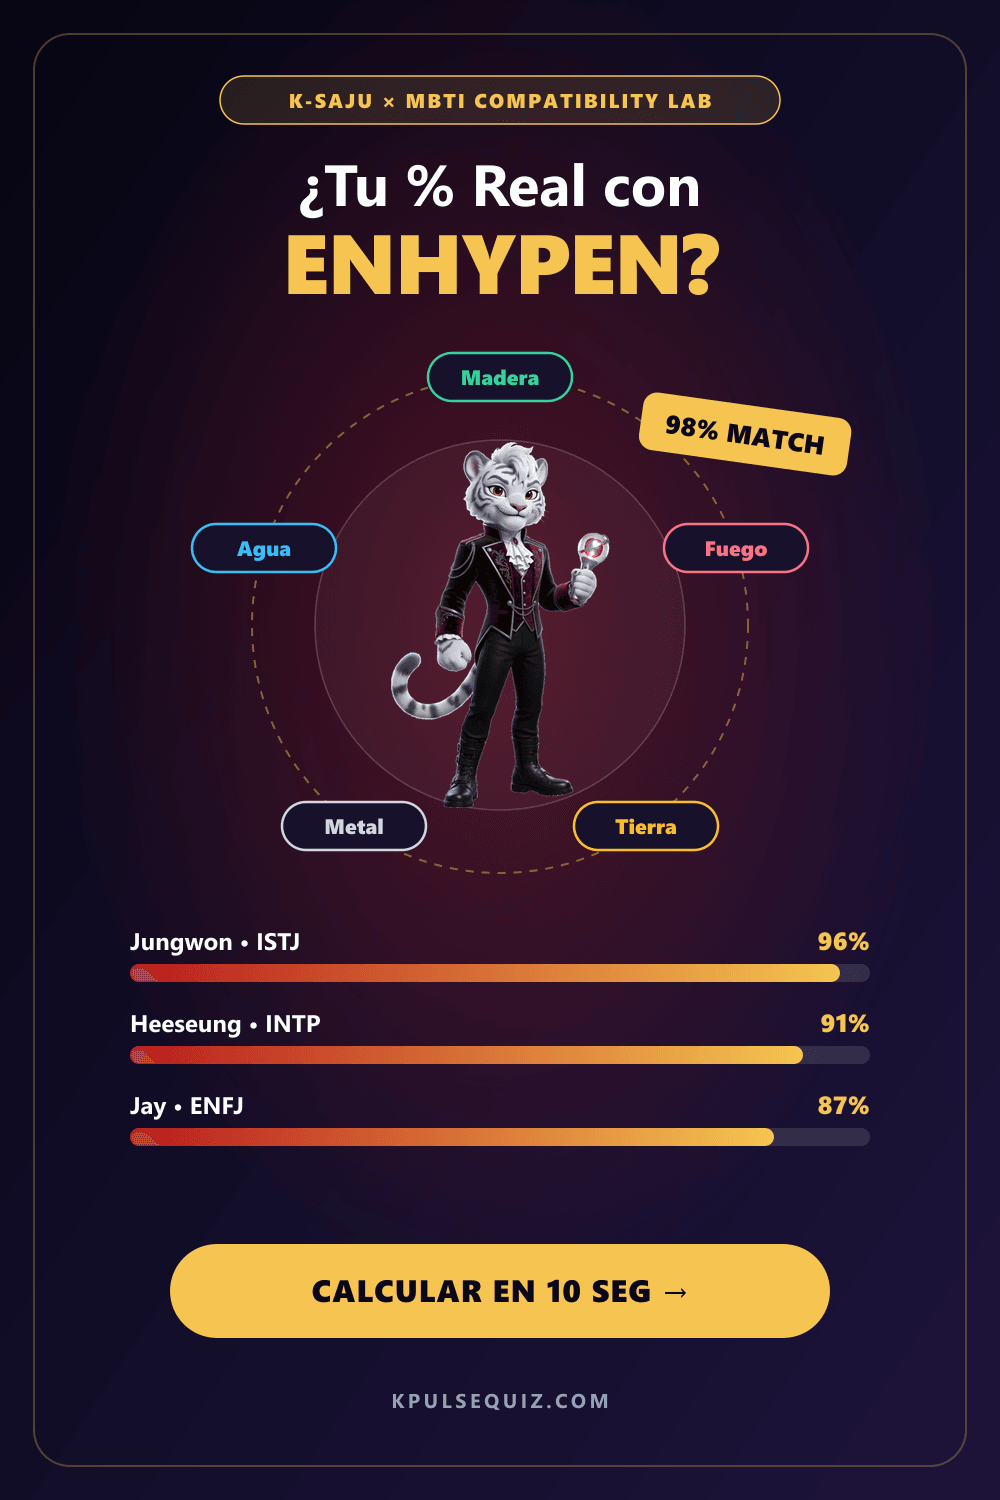 K-SAJU × MBTI COMPATIBILITY LAB
¿Tu % Real con
ENHYPEN?
Madera
98% MATCH
Agua
Fuego
Metal
Tierra
Jungwon • ISTJ 96%
Heeseung • INTP 91%
Jay • ENFJ 87%
CALCULAR EN 10 SEG →
KPULSEQUIZ.COM